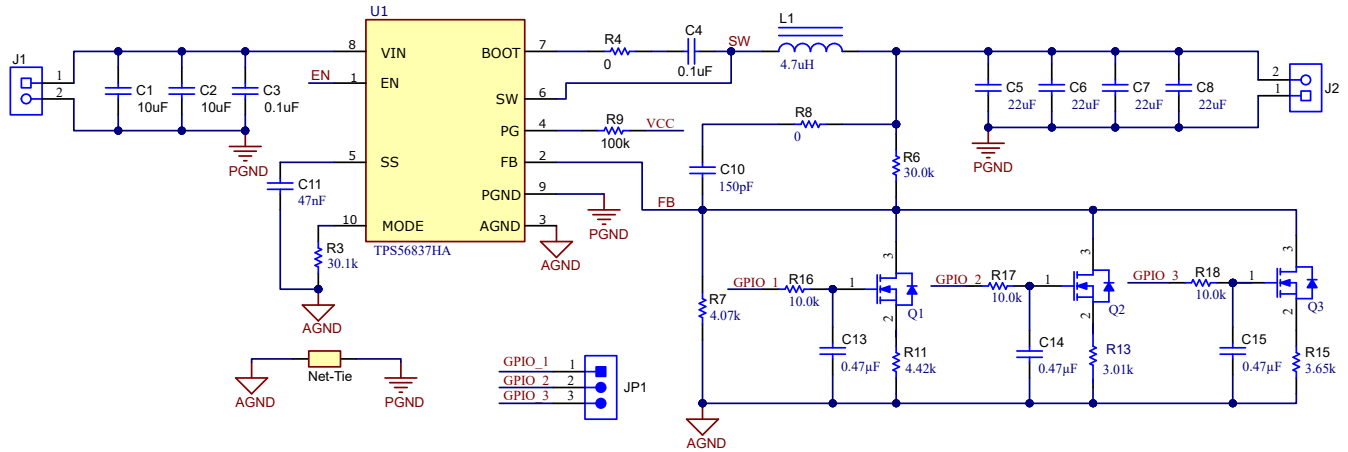 U1
J1
1
2
C1
10uF
C2
10uF
C3
0.1uF
PGND
8
VIN
EN
1
EN
5
SS
C11
47nF
10
MODE
R3
30.1k
AGND
BOOT
7
SW
6
PG
4
FB
2
PGND
9
AGND
3
TPS56837HA
R4
0
C4
0.1uF
SW
L1
4.7uH
R9
100k
VCC
PGND
AGND
R8
0
C10
150pF
R6
30.0k
FB
C5
22uF
C6
22uF
C7
22uF
C8
22uF
PGND
2
1
J2
R7
4.07k
GPIO_1
R16
10.0k
1
3
2
Q1
C13
0.47μF
R11
4.42k
GPIO_2
R17
10.0k
1
3
2
Q2
C14
0.47μF
R13
3.01k
GPIO_3
R18
10.0k
1
3
2
Q3
C15
0.47μF
R15
3.65k
AGND
AGND
Net-Tie
PGND
GPIO_1
1
GPIO_2
2
GPIO_3
3
JP1